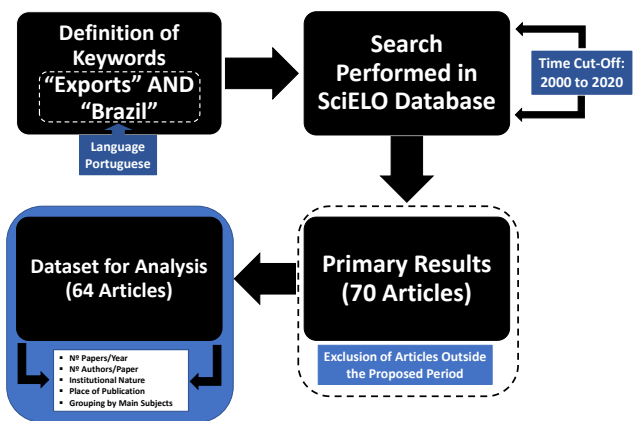 Definition of
Keywords
“Exports” AND
“Brazil”
Language
Portuguese
Search
Performed in
SciELO Database
Time Cut-Off:
2000 to 2020
Primary Results
(70 Articles)
Exclusion of Articles Outside
the Proposed Period
Dataset for Analysis
(64 Articles)
▪ Nº Papers/Year
▪ Nº Authors/Paper
▪ Institutional Nature
▪ Place of Publication
▪ Grouping by Main Subjects